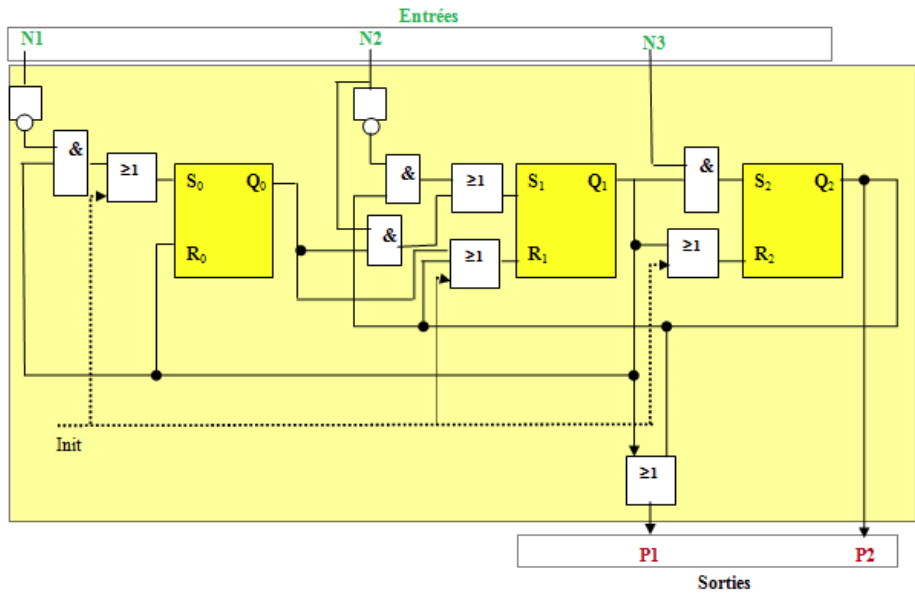 Entrées
N1 N2 N3
& ≥1 S₀ Q₀ R₀
& ≥1 S₁ Q₁
& ≥1 R₁
& S₂ Q₂
≥1 R₂
Init
≥1
P1 P2
Sorties